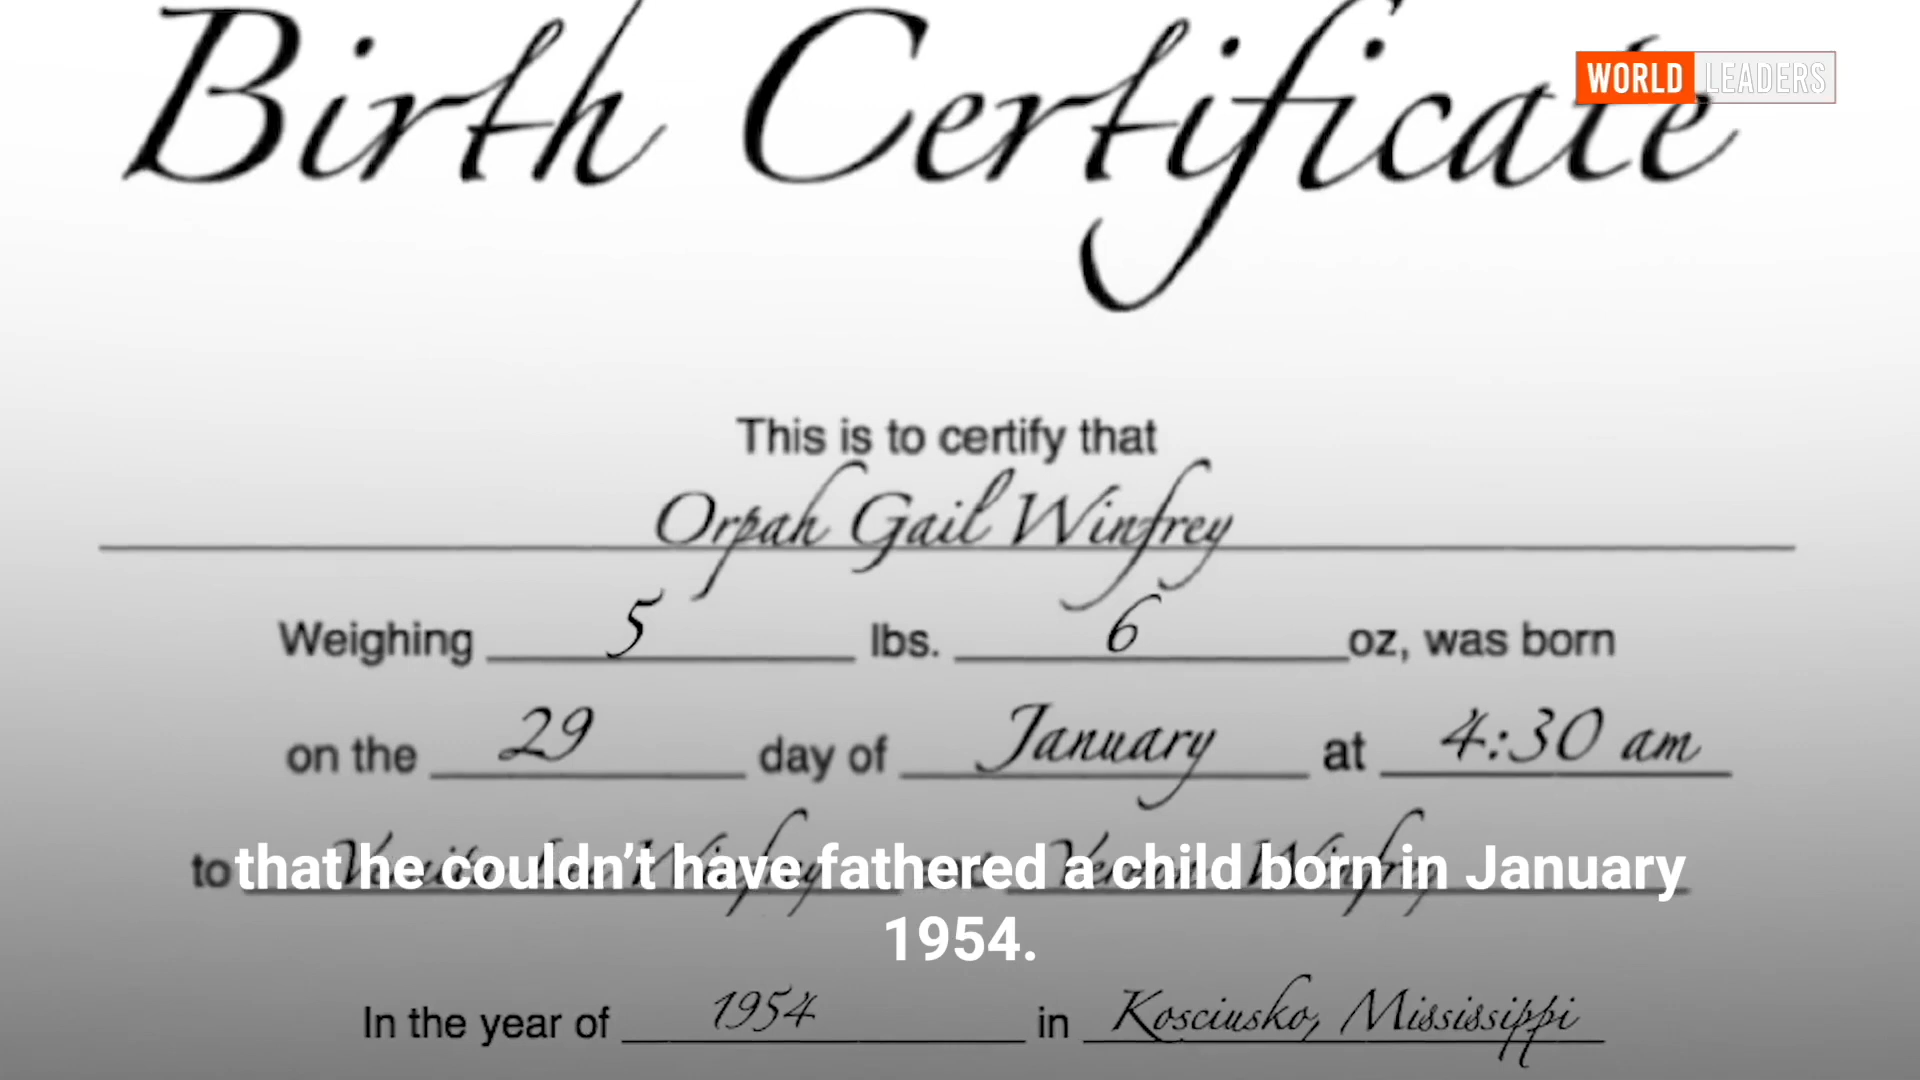 Birth Certificate
WORLD LEADERS
This is to certify that
Orpah Gail Winfrey
Weighing 5 lbs. 6 oz, was born
on the 29 day of January at 4:30 am
to Winfrey Winfrey
that he couldn't have fathered a child born in January
1954.
In the year of 1954 in Kosciusko, Mississippi